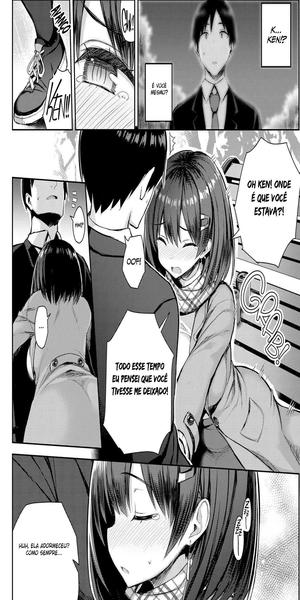 K...
KEN?!
É VOCÊ
MESMO?
KEN!!
OH KEN! ONDE
É QUE VOCÊ
ESTAVA?!
OOF!
GRAB!
TODO ESSE TEMPO
EU PENSEI QUE VOCÊ
TIVESSE ME DEIXADO!
HUH, ELA ADORMECEU?
COMO SEMPRE...